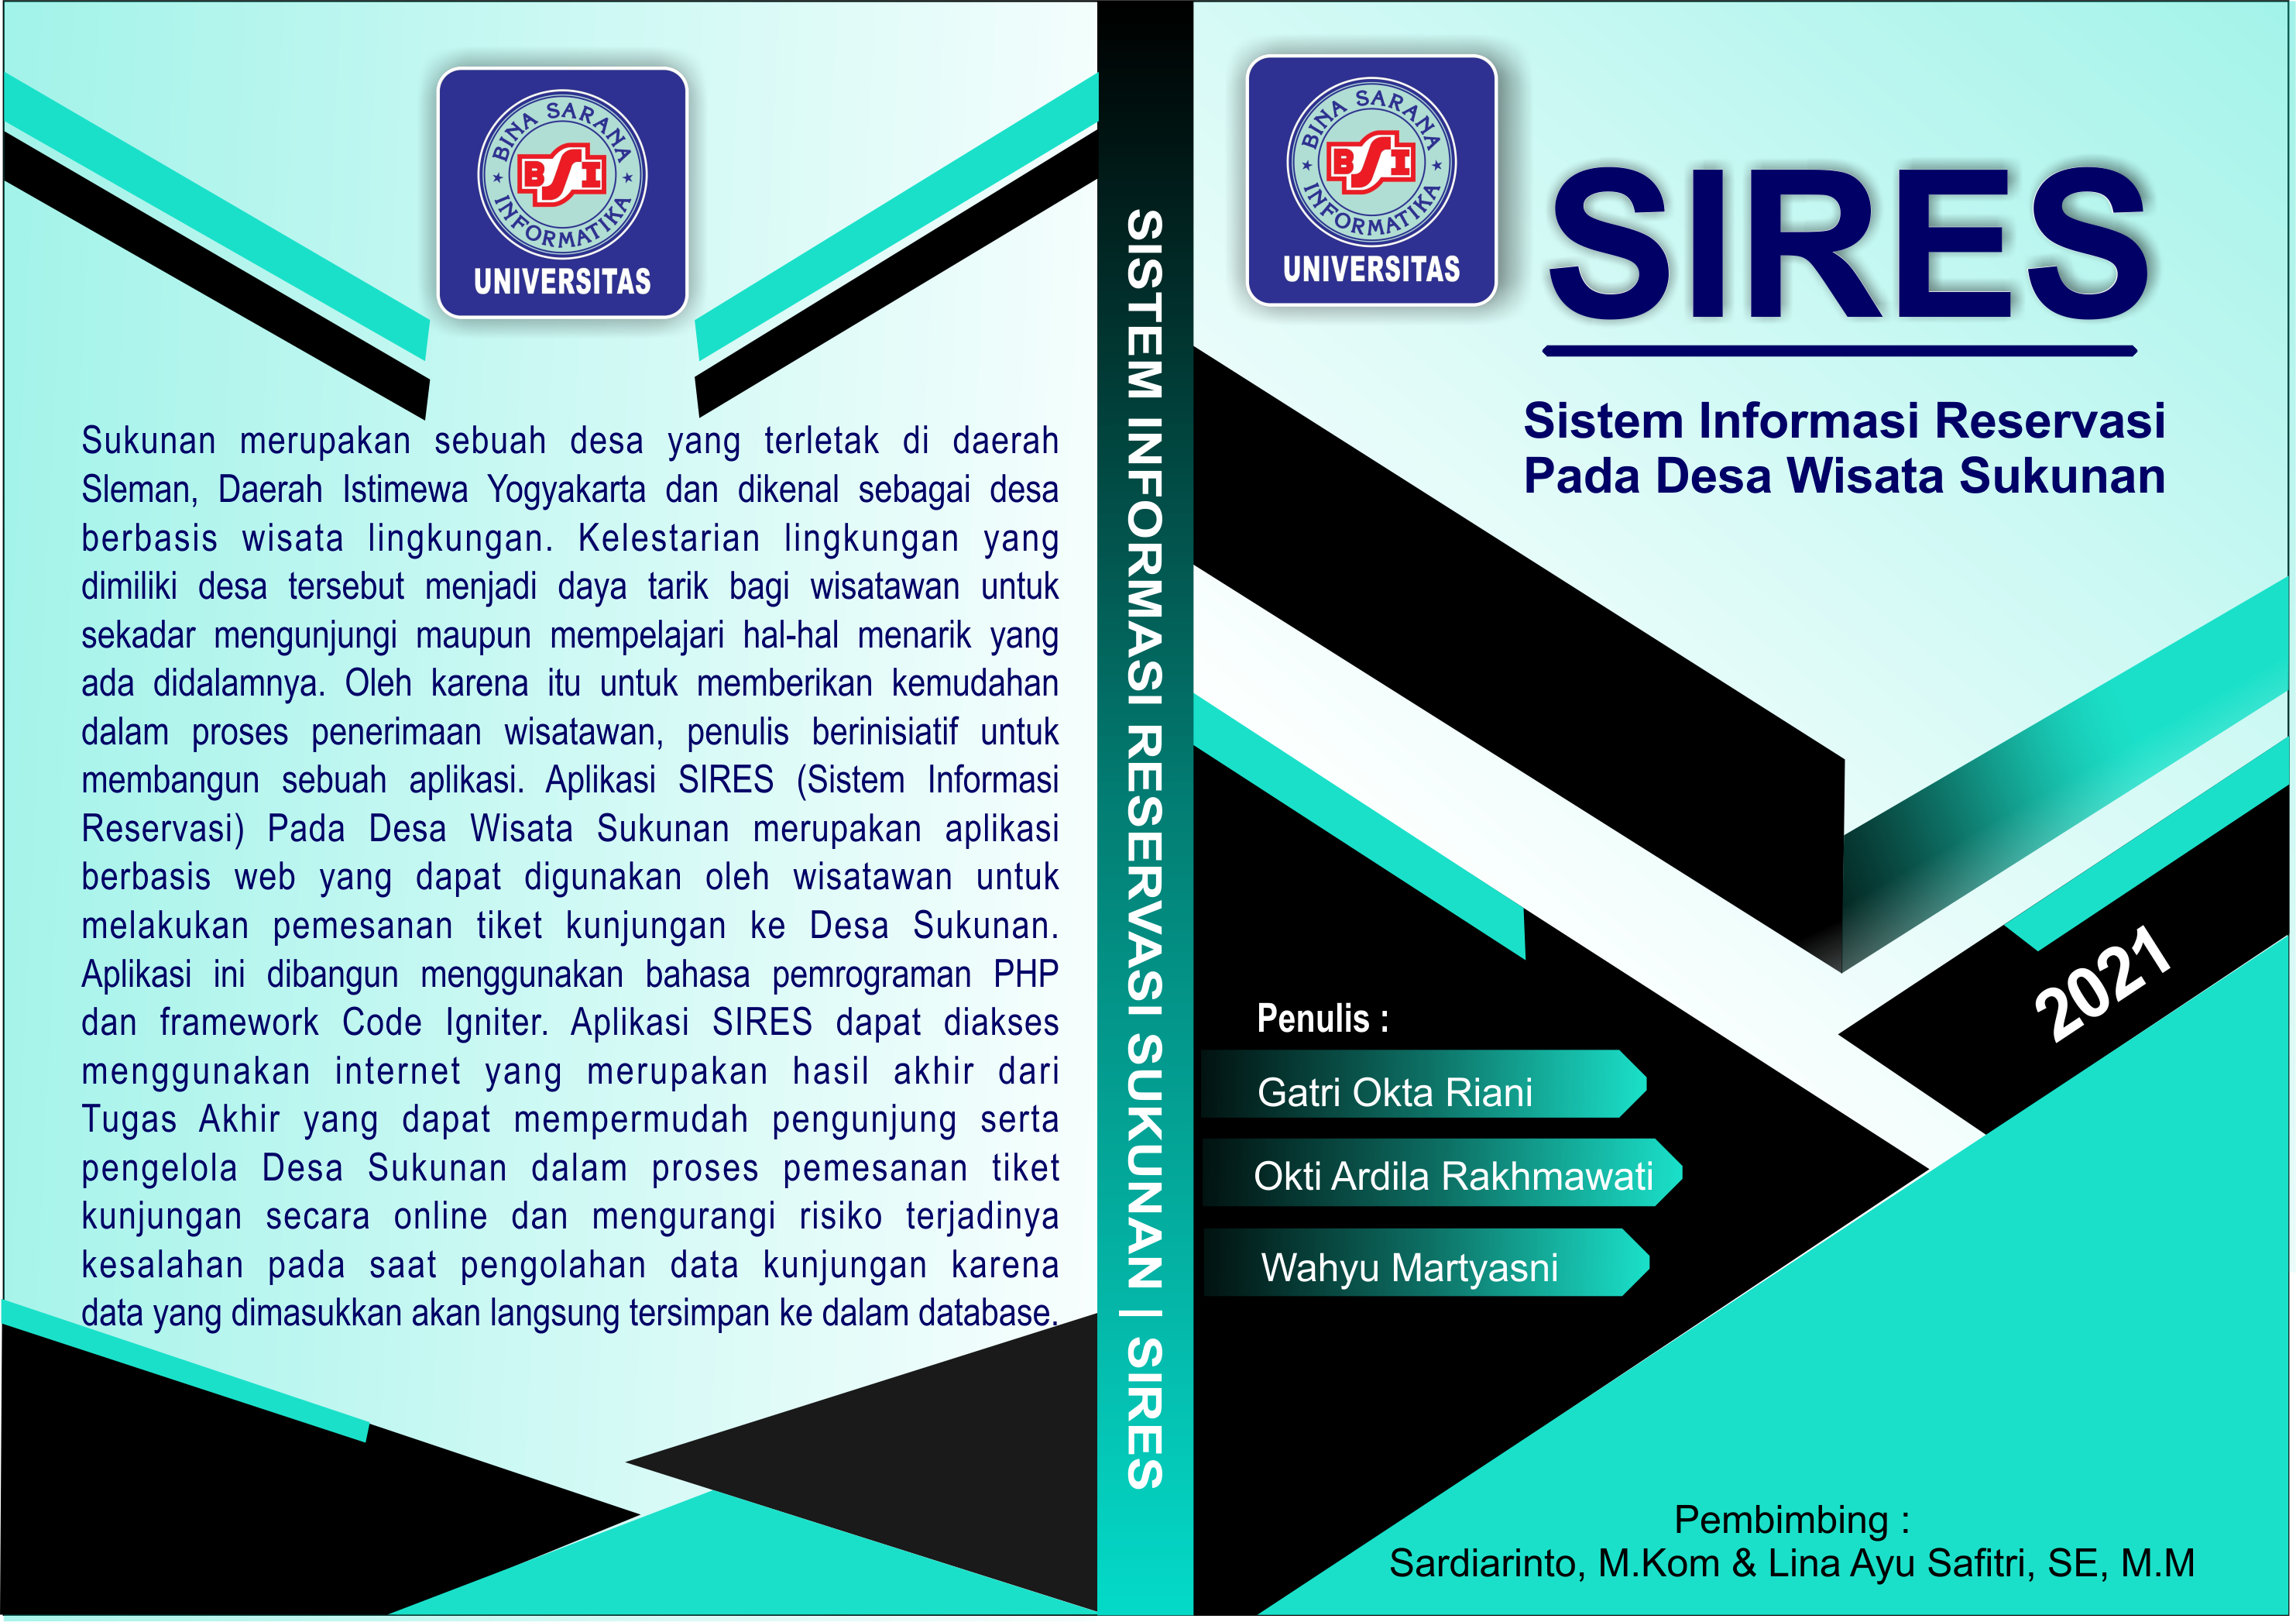 BINA SARANA
BSI
INFORMATIKA
UNIVERSITAS
Sukunan merupakan sebuah desa yang terletak di daerah
Sleman, Daerah Istimewa Yogyakarta dan dikenal sebagai desa
berbasis wisata lingkungan. Kelestarian lingkungan yang
dimiliki desa tersebut menjadi daya tarik bagi wisatawan untuk
sekadar mengunjungi maupun mempelajari hal-hal menarik yang
ada didalamnya. Oleh karena itu untuk memberikan kemudahan
dalam proses penerimaan wisatawan, penulis berinisiatif untuk
membangun sebuah aplikasi. Aplikasi SIRES (Sistem Informasi
Reservasi) Pada Desa Wisata Sukunan merupakan aplikasi
berbasis web yang dapat digunakan oleh wisatawan untuk
melakukan pemesanan tiket kunjungan ke Desa Sukunan.
Aplikasi ini dibangun menggunakan bahasa pemrograman PHP
dan framework Code Igniter. Aplikasi SIRES dapat diakses
menggunakan internet yang merupakan hasil akhir dari
Tugas Akhir yang dapat mempermudah pengunjung serta
pengelola Desa Sukunan dalam proses pemesanan tiket
kunjungan secara online dan mengurangi risiko terjadinya
kesalahan pada saat pengolahan data kunjungan karena
data yang dimasukkan akan langsung tersimpan ke dalam database.
SISTEM INFORMASI RESERVASI SUKUNAN | SIRES
BINA SARANA
BSI
INFORMATIKA
UNIVERSITAS
SIRES
Sistem Informasi Reservasi
Pada Desa Wisata Sukunan
2021
Penulis :
Gatri Okta Riani
Okti Ardila Rakhmawati
Wahyu Martyasni
Pembimbing :
Sardiarinto, M.Kom & Lina Ayu Safitri, SE, M.M